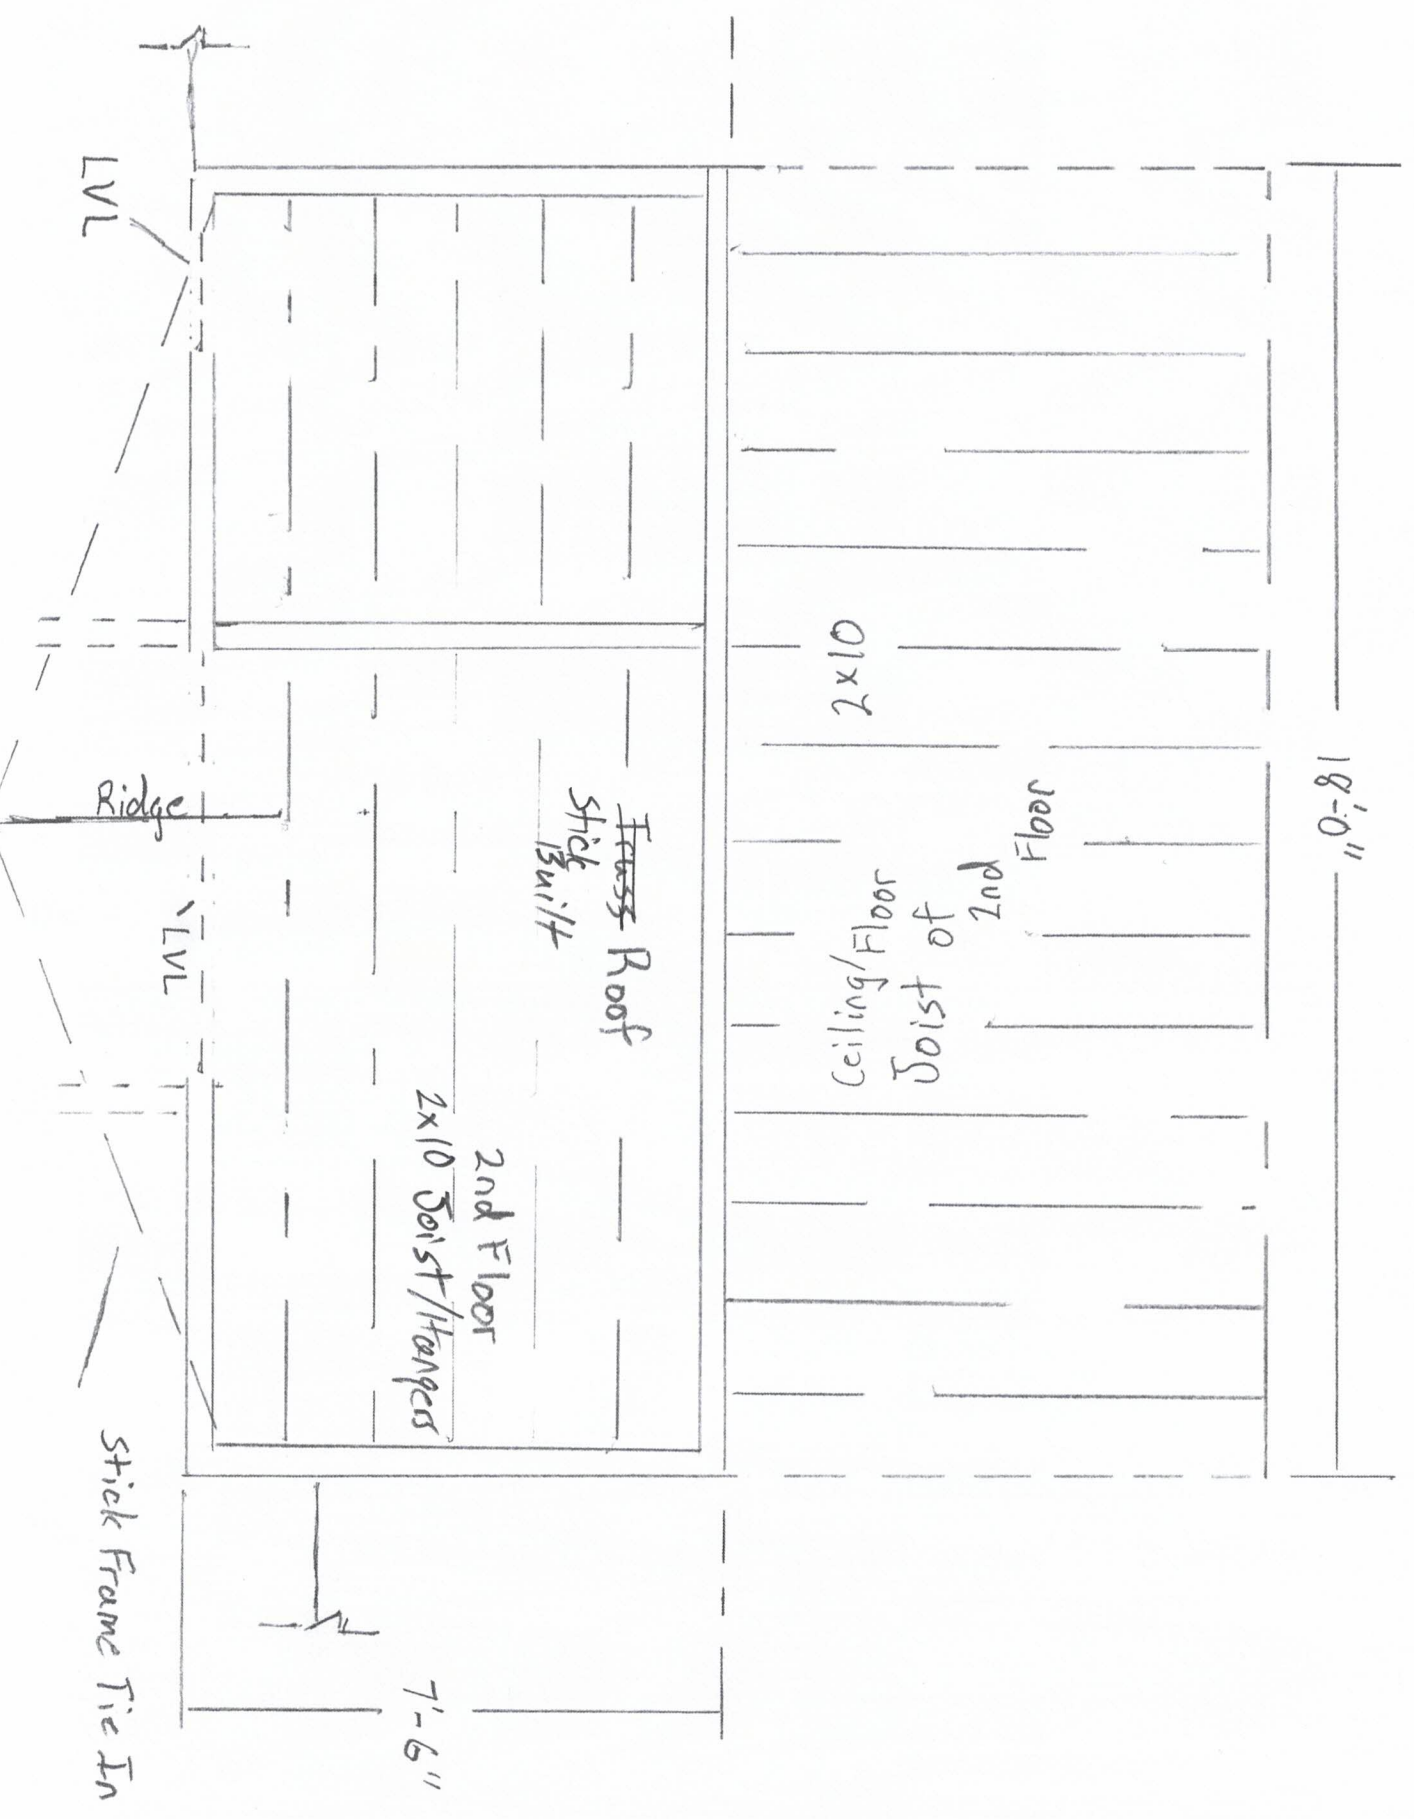 18'-0"
2x10
Ceiling/Floor
Joist of
2nd
Floor
Truss Roof
Stick
Built
2nd Floor
2x10 Joist/Hangers
LVL
LVL
Ridge
7'-6"
Stick Frame Tie In